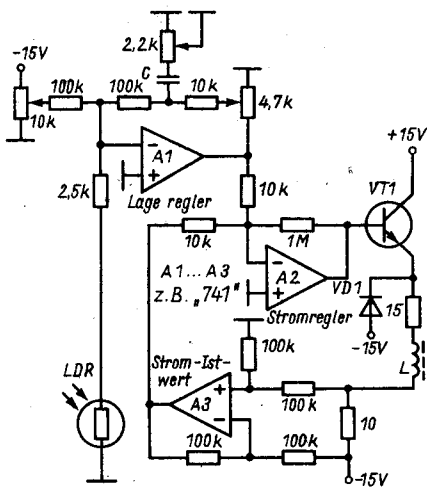 2,2k
-15V
C
100k
100k
10k
10k
4,7k
+15V
A1
2,5k
Lage regler
10k
VT1
10k
1M
A1...A3
z.B. „741"
A2
VD1
15
Stromregler
-15V
100k
L
LDR
Strom-Ist-
wert
A3
100k
10
100k
100k
-15V